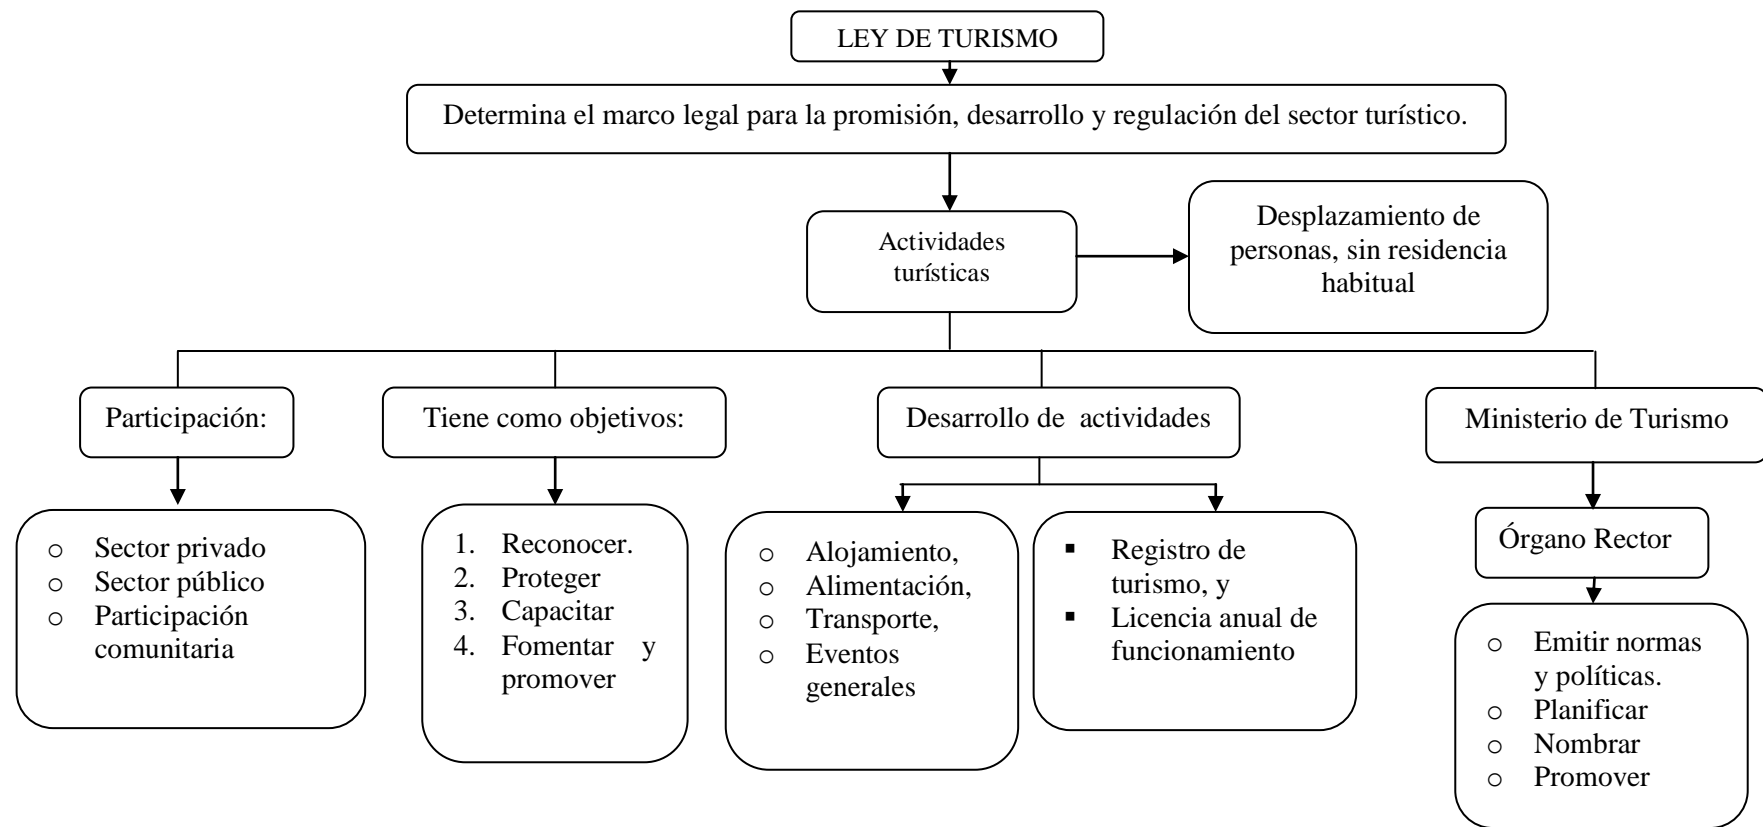 LEY DE TURISMO
Determina el marco legal para la promisión, desarrollo y regulación del sector turístico.
Actividades
turísticas
Desplazamiento de
personas, sin residencia
habitual
Participación:
○ Sector privado
○ Sector público
○ Participación
comunitaria
Tiene como objetivos:
1. Reconocer.
2. Proteger
3. Capacitar
4. Fomentar y
promover
Desarrollo de actividades
○ Alojamiento,
○ Alimentación,
○ Transporte,
○ Eventos
generales
▪ Registro de
turismo, y
▪ Licencia anual de
funcionamiento
Ministerio de Turismo
Órgano Rector
○ Emitir normas
y políticas.
○ Planificar
○ Nombrar
○ Promover